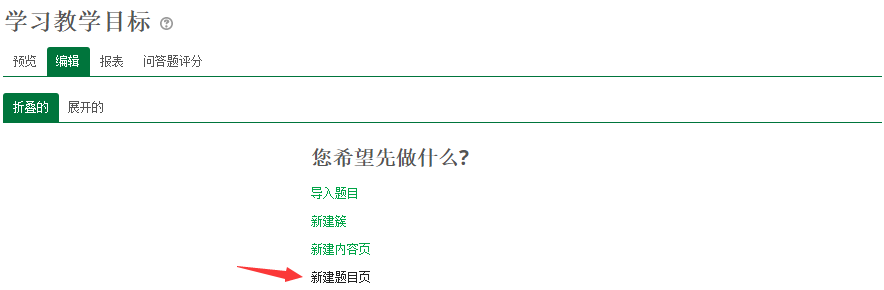 学习教学目标
预览 编辑 报表 问答题评分
折叠的 展开的
您希望先做什么?
导入题目
新建簇
新建内容页
新建题目页